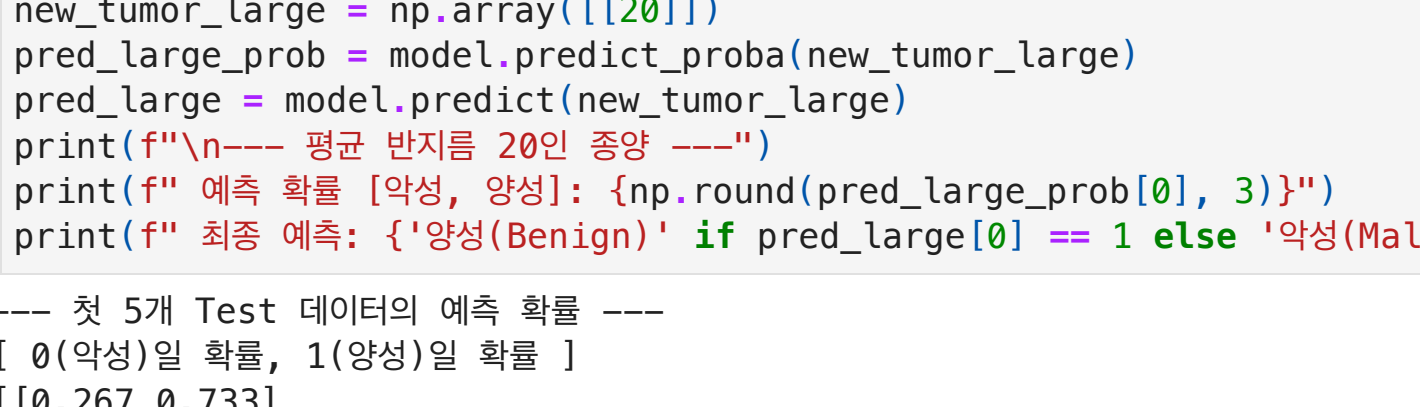 new_tumor_large = np.array([[20]])
pred_large_prob = model.predict_proba(new_tumor_large)
pred_large = model.predict(new_tumor_large)
print(f"\n--- 평균 반지름 20인 종양 ---")
print(f" 예측 확률 [악성, 양성]: {np.round(pred_large_prob[0], 3)}")
print(f" 최종 예측: {'양성(Benign)' if pred_large[0] == 1 else '악성(Mal
--- 첫 5개 Test 데이터의 예측 확률 ---
[ 0(악성)일 확률, 1(양성)일 확률 ]
[[0.267 0.733]